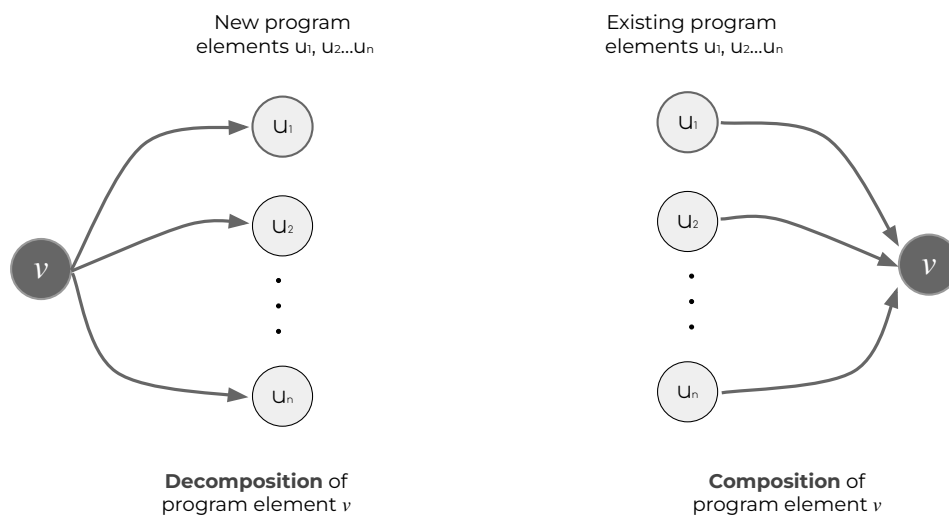 New program
elements u₁, u₂...uₙ
u₁
u₂
v
uₙ
Decomposition of
program element v
Existing program
elements u₁, u₂...uₙ
u₁
u₂
v
uₙ
Composition of
program element v